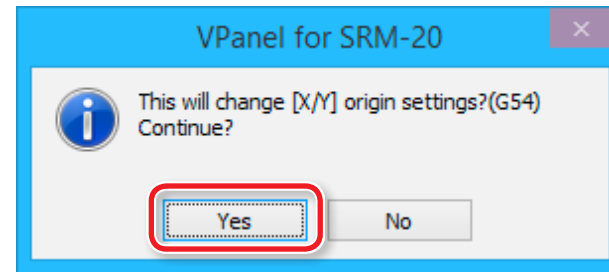 VPanel for SRM-20
This will change [X/Y] origin settings?(G54)
Continue?
Yes
No